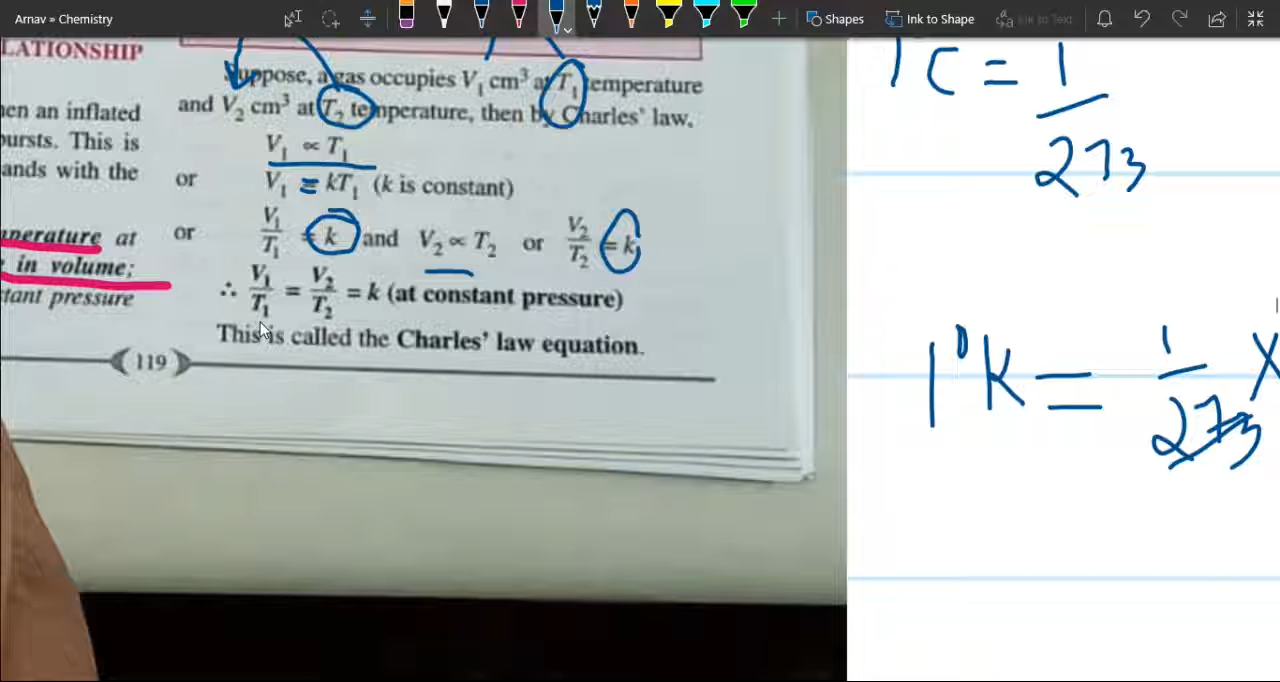 Arnav » Chemistry
Shapes
Ink to Shape
Ink to Text
LATIONSHIP
en an inflated
ursts. This is
ands with the
perature at
in volume;
tant pressure
Suppose, a gas occupies V₁ cm³ at T₁ temperature
and V₂ cm³ at T₂ temperature, then by Charles' law,
V₁ ∝ T₁
or V₁ = kT₁ (k is constant)
or V₁/T₁ = k and V₂ ∝ T₂ or V₂/T₂ = k
∴ V₁/T₁ = V₂/T₂ = k (at constant pressure)
This is called the Charles' law equation.
119
1°C = 1/273
1°K = 1/273 X